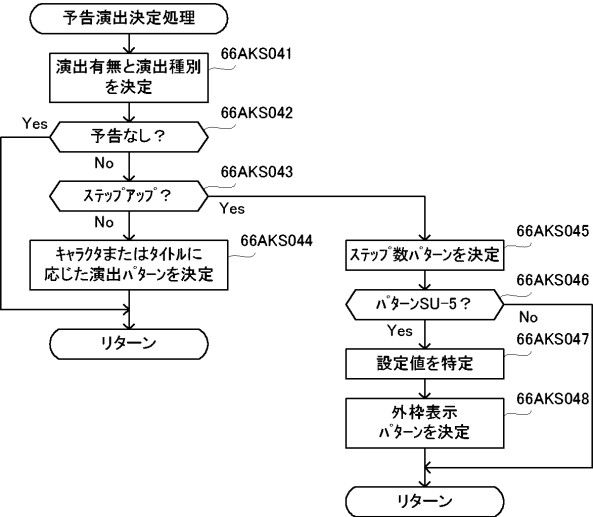 予告演出決定処理
66AKS041
演出有無と演出種別
を決定
66AKS042
Yes
予告なし？
No
66AKS043
ステップアップ？
Yes
No
66AKS044
キャラクタまたはタイトルに
応じた演出パターンを決定
リターン
66AKS045
ステップ数パターンを決定
66AKS046
パターンSU-5？
No
Yes
66AKS047
設定値を特定
66AKS048
外枠表示
パターンを決定
リターン